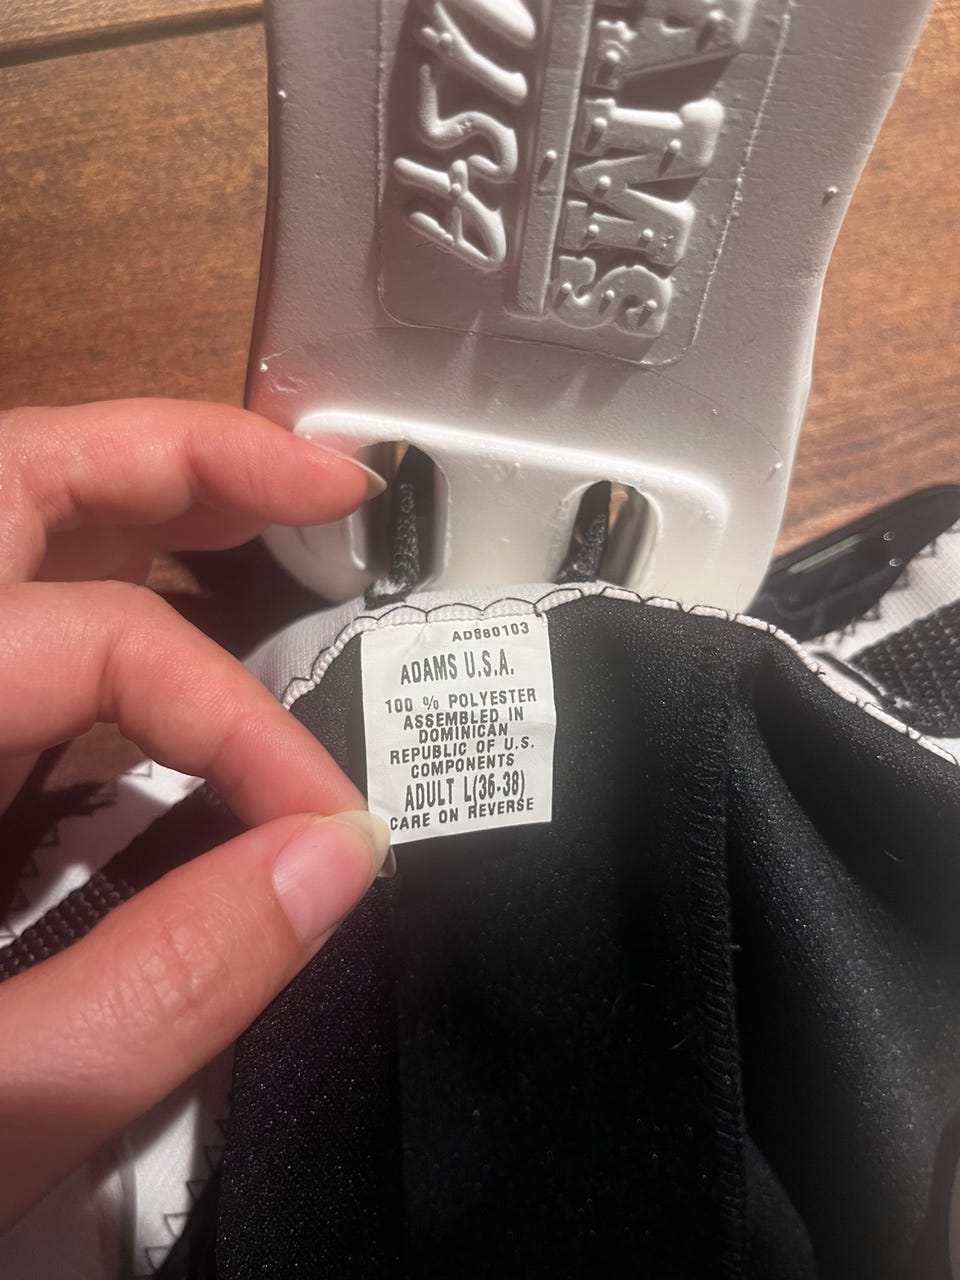 AD880103
ADAMS U.S.A.
100 % POLYESTER
ASSEMBLED IN
DOMINICAN
REPUBLIC OF U.S.
COMPONENTS
ADULT L(36-38)
CARE ON REVERSE